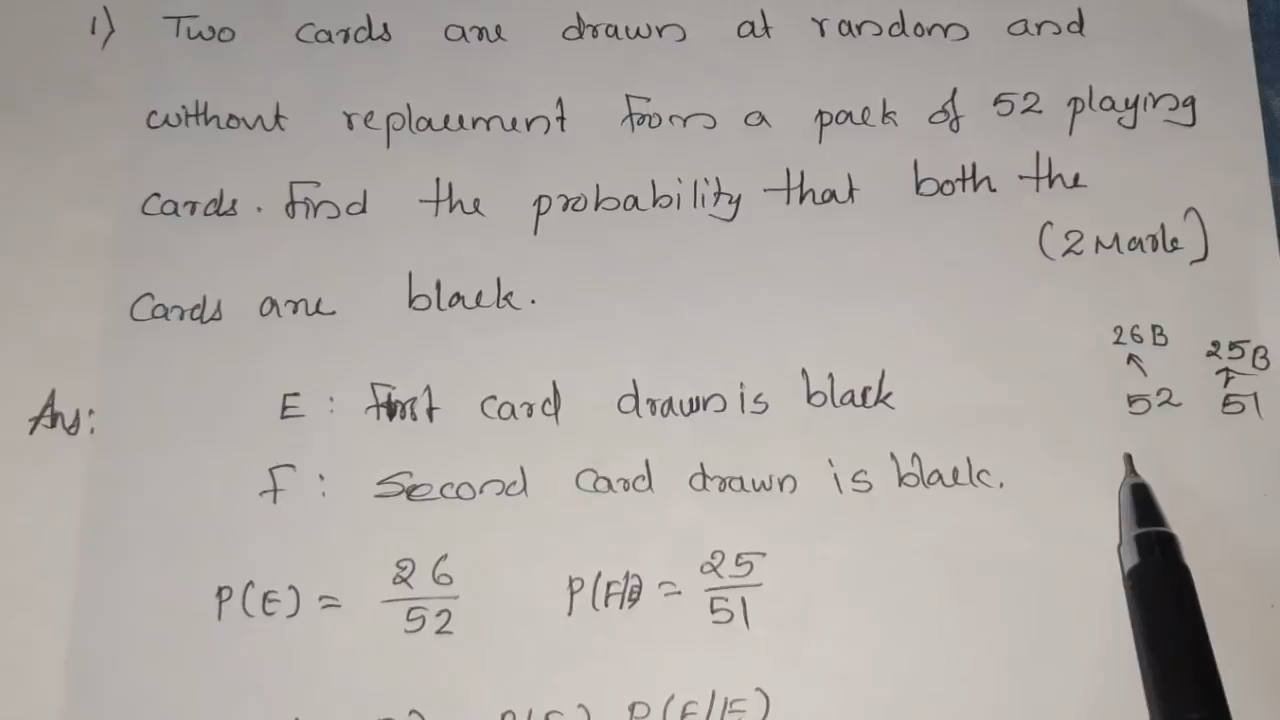 1) Two cards are drawn at random and
without replacement from a pack of 52 playing
cards. Find the probability that both the
(2 Mark)
Cards are black.
26B 25B
52 51
Ans: E : First card drawn is black
F : Second Card drawn is black.
P(E) = 26/52 P(F/E) = 25/51
P(F/E)